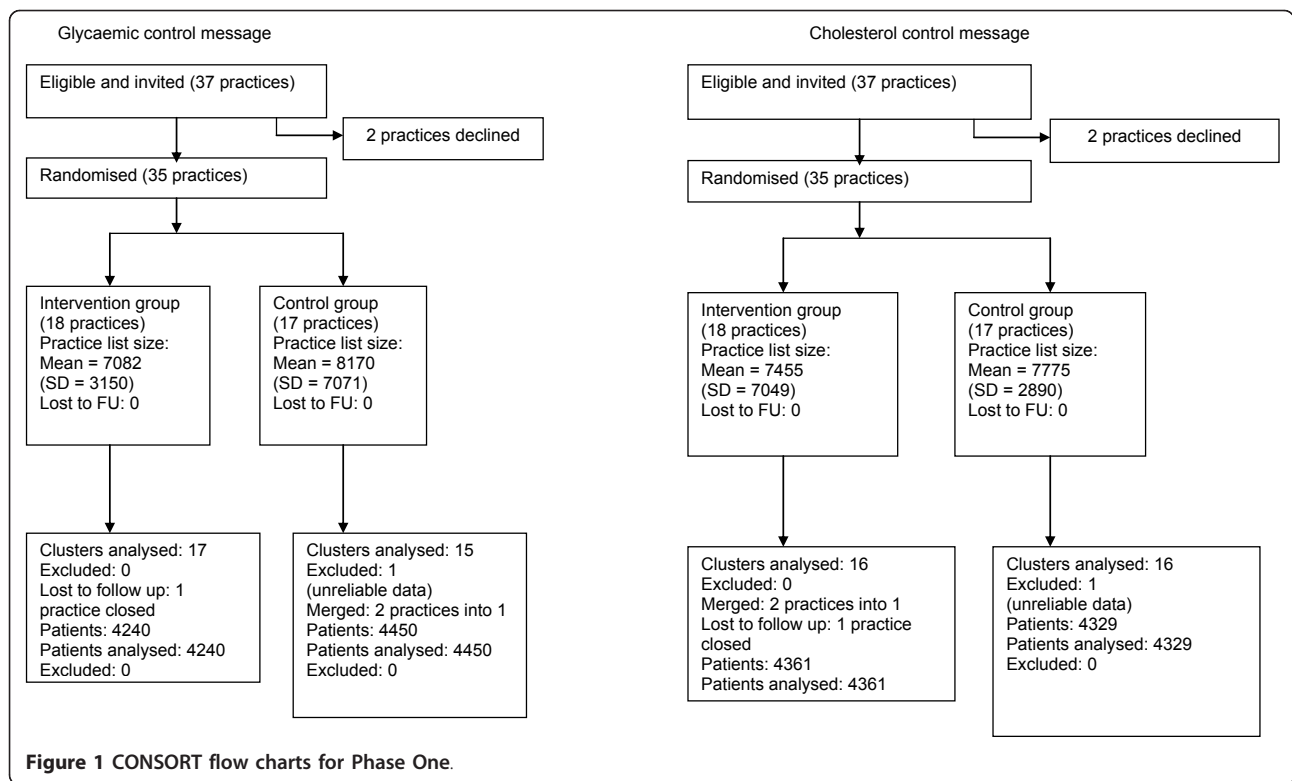 Glycaemic control message
Eligible and invited (37 practices)
2 practices declined
Randomised (35 practices)
Intervention group
(18 practices)
Practice list size:
Mean = 7082
(SD = 3150)
Lost to FU: 0
Control group
(17 practices)
Practice list size:
Mean = 8170
(SD = 7071)
Lost to FU: 0
Clusters analysed: 17
Excluded: 0
Lost to follow up: 1
practice closed
Patients: 4240
Patients analysed: 4240
Excluded: 0
Clusters analysed: 15
Excluded: 1
(unreliable data)
Merged: 2 practices into 1
Patients: 4450
Patients analysed: 4450
Excluded: 0
Cholesterol control message
Eligible and invited (37 practices)
2 practices declined
Randomised (35 practices)
Intervention group
(18 practices)
Practice list size:
Mean = 7455
(SD = 7049)
Lost to FU: 0
Control group
(17 practices)
Practice list size:
Mean = 7775
(SD = 2890)
Lost to FU: 0
Clusters analysed: 16
Excluded: 0
Merged: 2 practices into 1
Lost to follow up: 1 practice
closed
Patients: 4361
Patients analysed: 4361
Clusters analysed: 16
Excluded: 1
(unreliable data)
Patients: 4329
Patients analysed: 4329
Excluded: 0
Figure 1 CONSORT flow charts for Phase One.